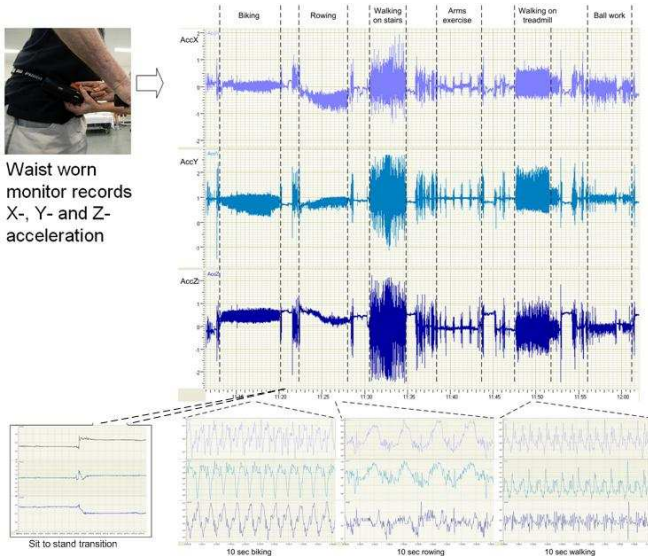 Biking
Rowing
Walking
on stairs
Arms
exercise
Walking on
treadmill
Ball work
AccX
AccY
AccZ
Waist worn
monitor records
X-, Y- and Z-
acceleration
11:20 11:25 11:30 11:35 11:40 11:45 11:50 11:55 12:00
Sit to stand transition
10 sec biking
10 sec rowing
10 sec walking